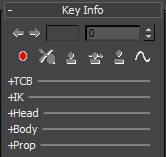 - Key Info
0
+TCB
+IK
+Head
+Body
+Prop